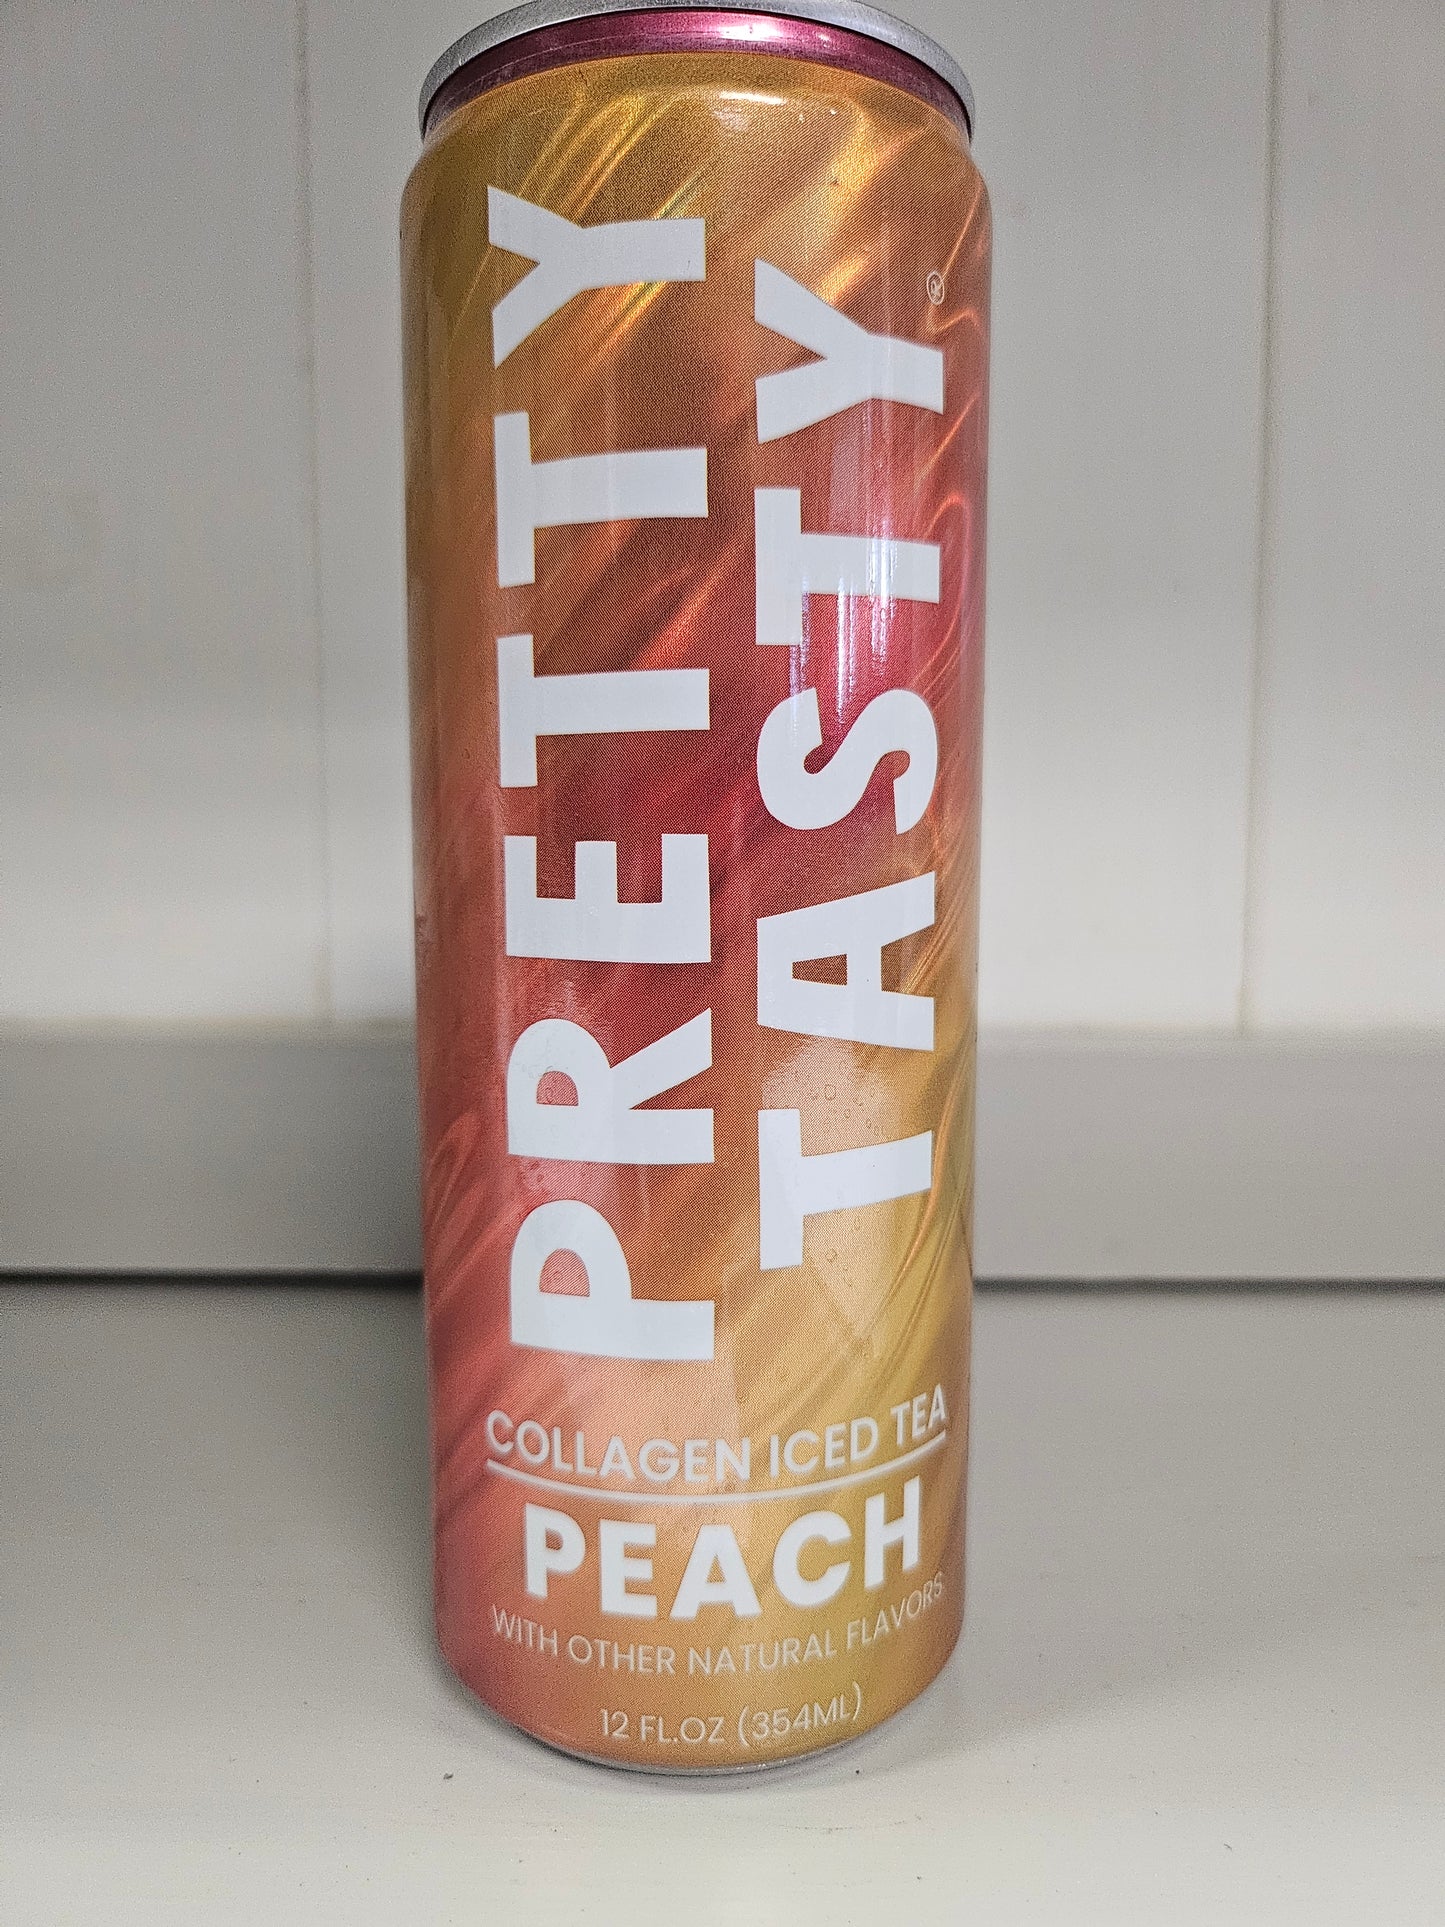 PRETTY
TASTY®
COLLAGEN ICED TEA
PEACH
WITH OTHER NATURAL FLAVORS
12 FL.OZ (354ML)